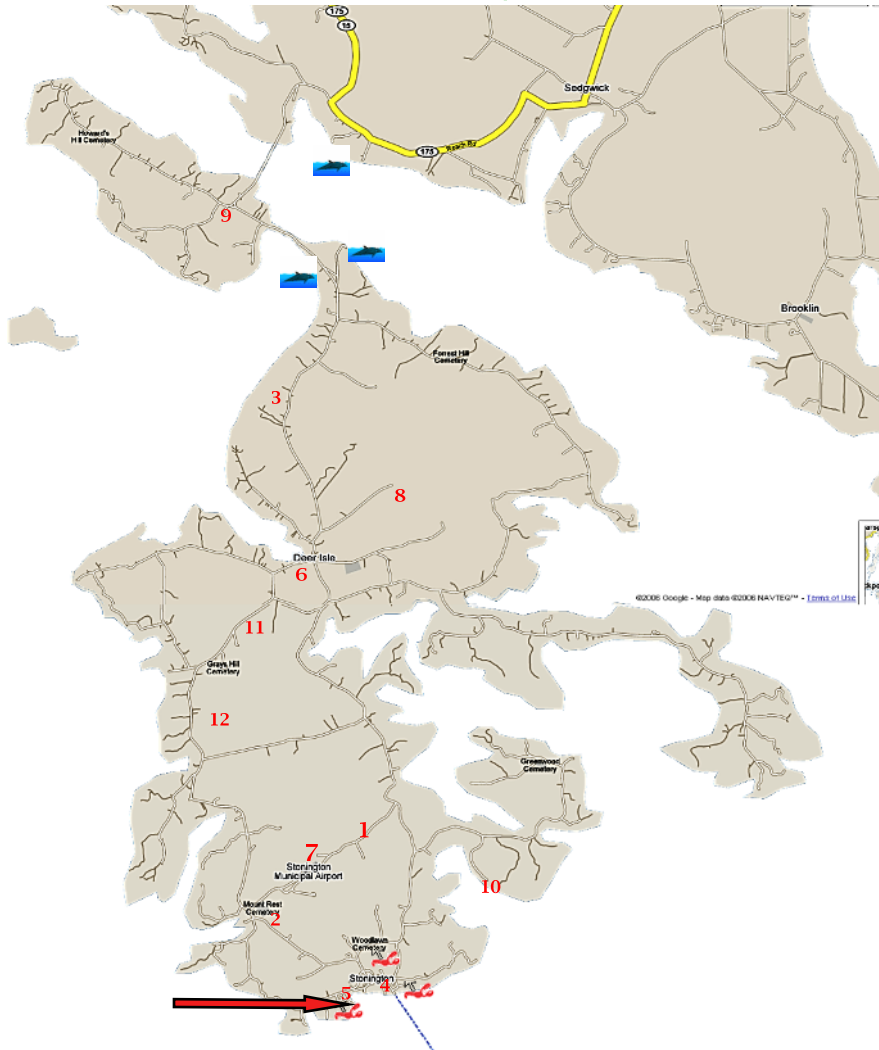 175
15
Sedgwick
Howard's
Hill Cemetery
175
Reach Rd
9
Brooklin
Forrest Hill
Cemetery
3
8
Deer Isle
6
©2006 Google - Map data ©2006 NAVTEQ™ - Terms of Use
11
Grays Hill
Cemetery
12
Greenwood
Cemetery
1
7
Stonington
Municipal Airport
10
Mount Rest
Cemetery
2
Woodlawn
Cemetery
Stonington
4
5